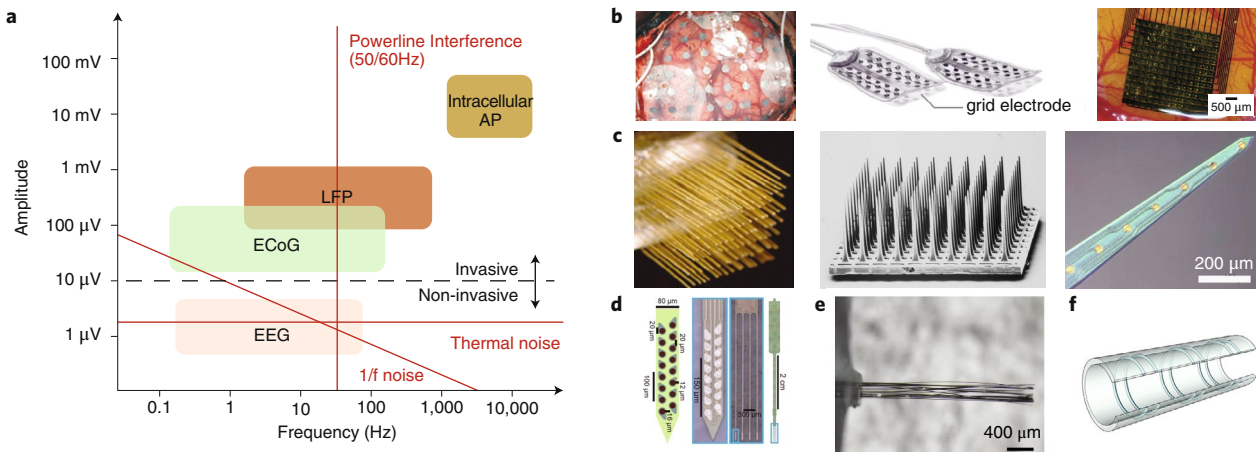 a
Powerline Interference
(50/60Hz)
Amplitude
100 mV
10 mV
1 mV
100 µV
10 µV
1 µV
Intracellular
AP
LFP
ECoG
Invasive
Non-invasive
EEG
Thermal noise
1/f noise
0.1
1
10
100
1,000
10,000
Frequency (Hz)
b
grid electrode
500 µm
c
200 µm
d
80 µm
20 µm
20 µm
100 µm
12 µm
16 µm
150 µm
500 µm
2 cm
e
400 µm
f